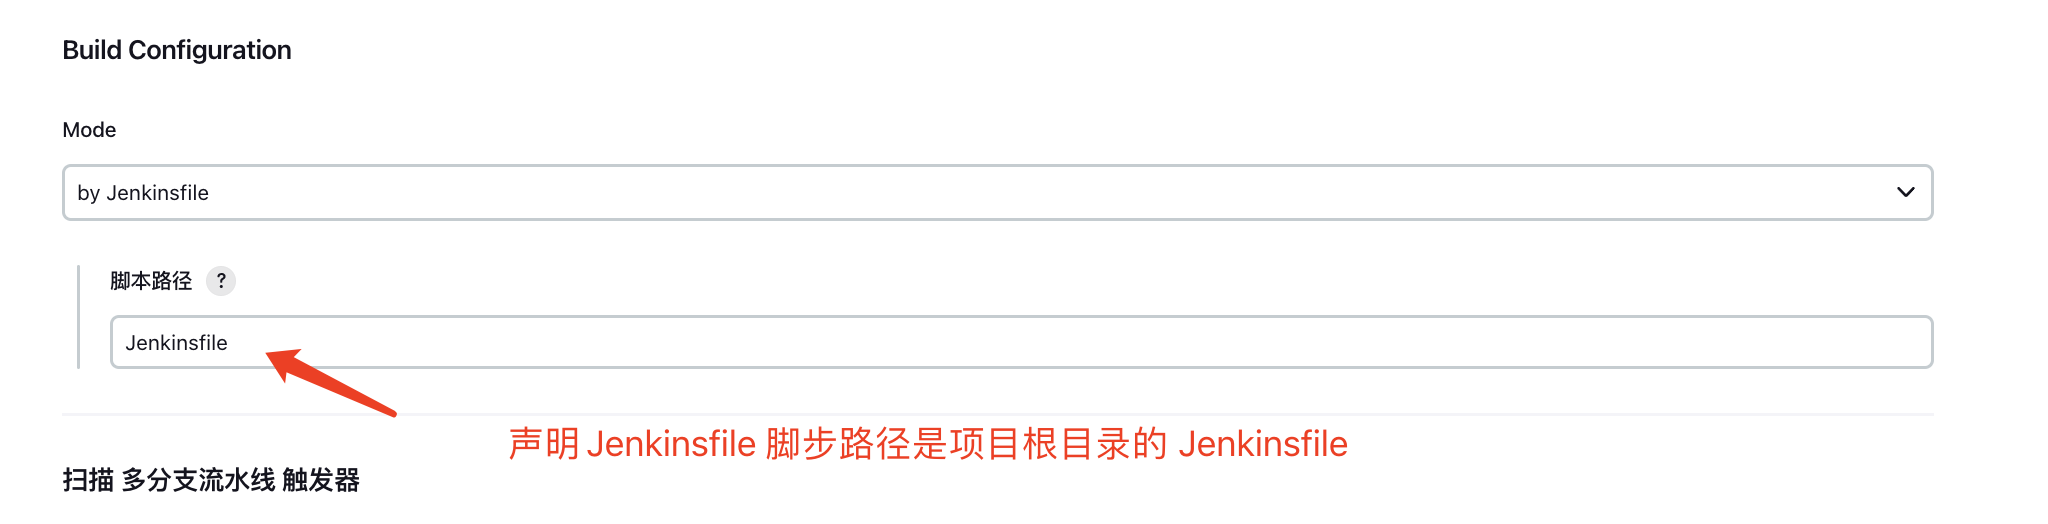 Build Configuration
Mode
by Jenkinsfile
脚本路径 ?
Jenkinsfile
声明 Jenkinsfile 脚步路径是项目根目录的 Jenkinsfile
扫描 多分支流水线 触发器